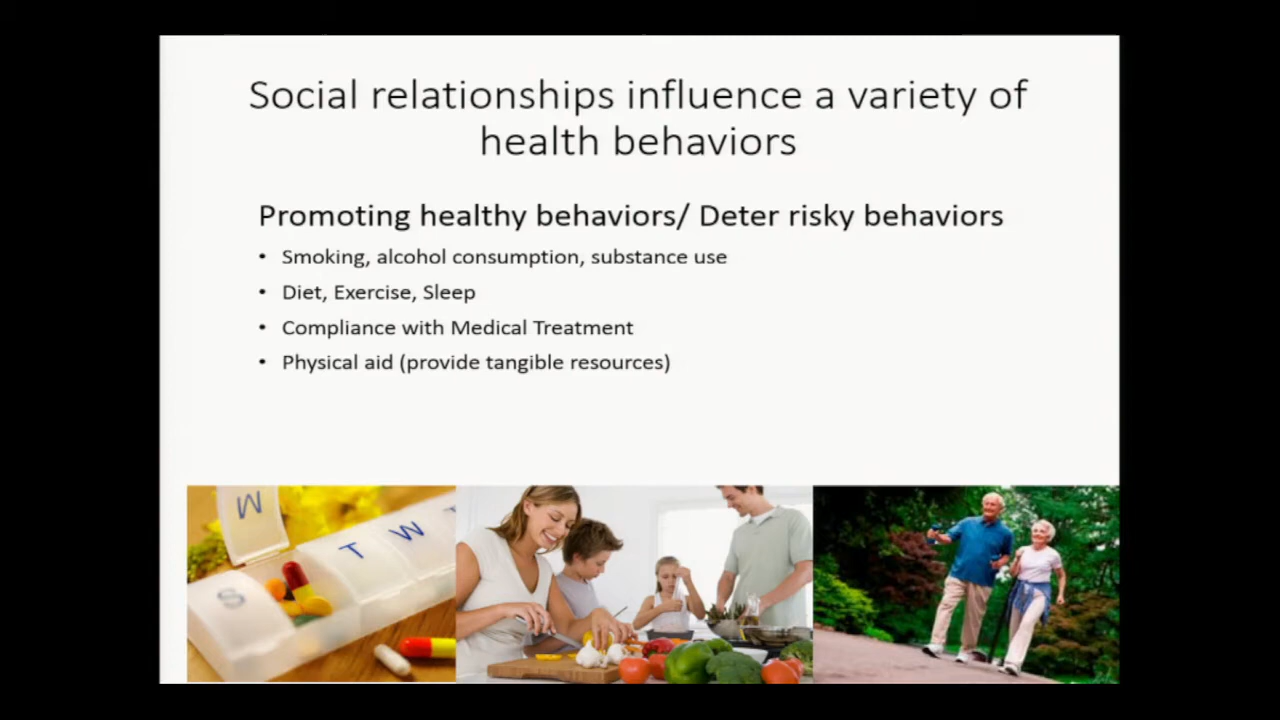 Social relationships influence a variety of
health behaviors
Promoting healthy behaviors/ Deter risky behaviors
• Smoking, alcohol consumption, substance use
• Diet, Exercise, Sleep
• Compliance with Medical Treatment
• Physical aid (provide tangible resources)
M
S
T
W